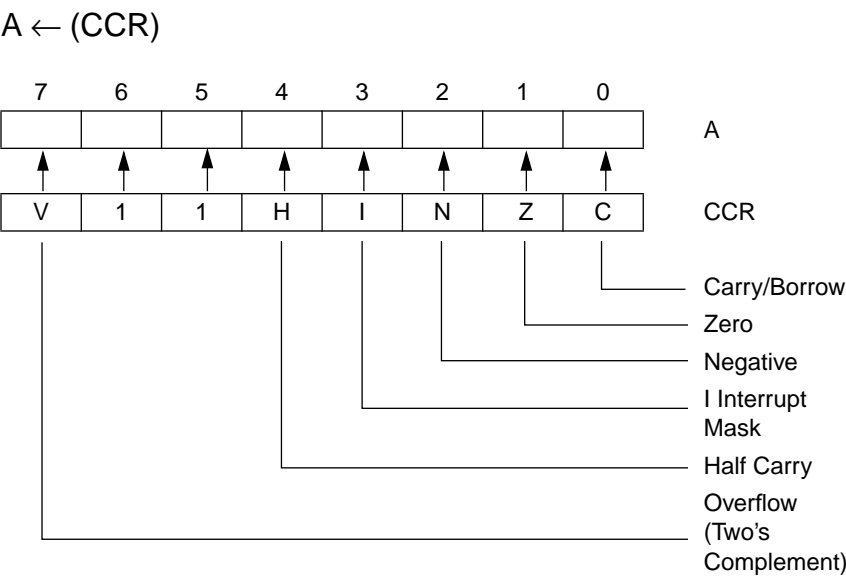 A ← (CCR)
7 6 5 4 3 2 1 0
A
V 1 1 H I N Z C CCR
Carry/Borrow
Zero
Negative
I Interrupt
Mask
Half Carry
Overflow
(Two's
Complement)